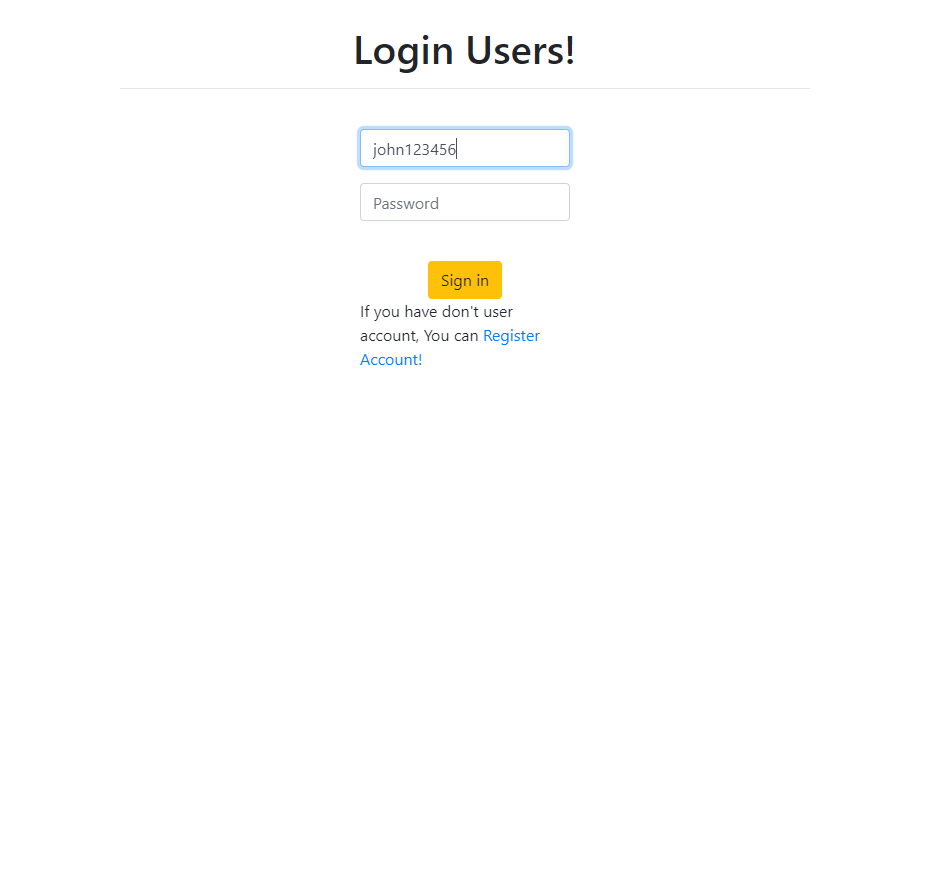 Login Users!
john123456
Password
Sign in
If you have don't user
account, You can Register
Account!